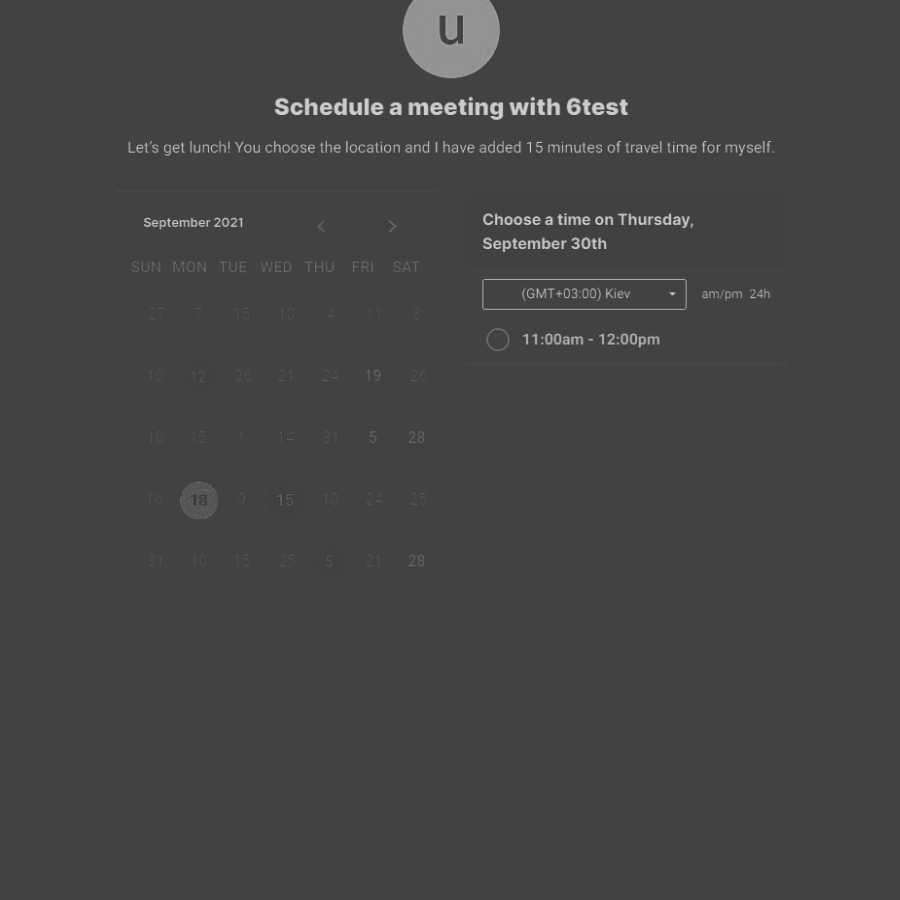 u
Schedule a meeting with 6test
Let's get lunch! You choose the location and I have added 15 minutes of travel time for myself.
September 2021
SUN MON TUE WED THU FRI SAT
27 7 15 10 4 11 8
10 12 26 21 24 19 26
10 15 1 14 31 5 28
16 18 9 15 10 24 25
31 10 15 25 5 21 28
Choose a time on Thursday,
September 30th
(GMT+03:00) Kiev am/pm 24h
11:00am - 12:00pm